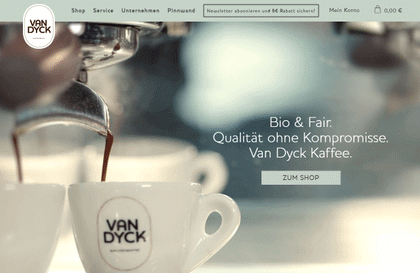 VAN
DYCK
Shop Service Unternehmen Pinnwand
Newsletter abonnieren und 5€ Rabatt sichern!
Mein Konto
0,00 €
Bio & Fair.
Qualität ohne Kompromisse.
Van Dyck Kaffee.
ZUM SHOP
VAN
DYCK